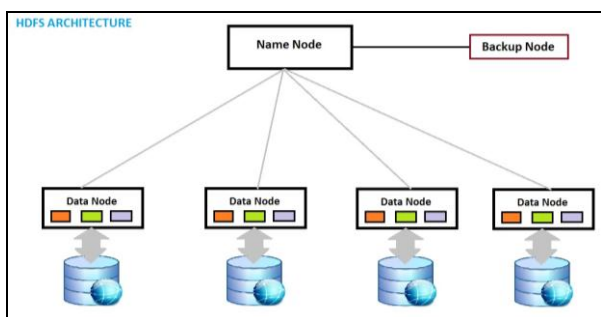 HDFS ARCHITECTURE
Name Node
Backup Node
Data Node
Data Node
Data Node
Data Node